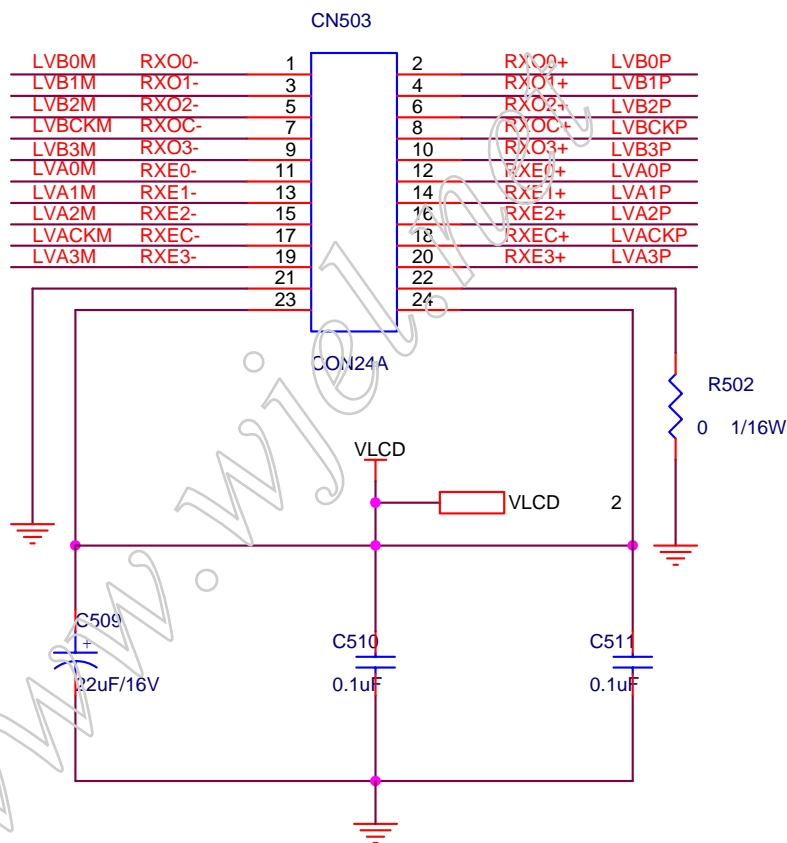 CN503
LVB0M RXO0- 1 2 RXO0+ LVB0P
LVB1M RXO1- 3 4 RXO1+ LVB1P
LVB2M RXO2- 5 6 RXO2+ LVB2P
LVBCKM RXOC- 7 8 RXOC+ LVBCKP
LVB3M RXO3- 9 10 RXO3+ LVB3P
LVA0M RXE0- 11 12 RXE0+ LVA0P
LVA1M RXE1- 13 14 RXE1+ LVA1P
LVA2M RXE2- 15 16 RXE2+ LVA2P
LVACKM RXEC- 17 18 RXEC+ LVACKP
LVA3M RXE3- 19 20 RXE3+ LVA3P
21 22
23 24
CON24A
R502
0 1/16W
VLCD
VLCD 2
C509 C510 C511
+
22uF/16V 0.1uF 0.1uF
www.wjel.net